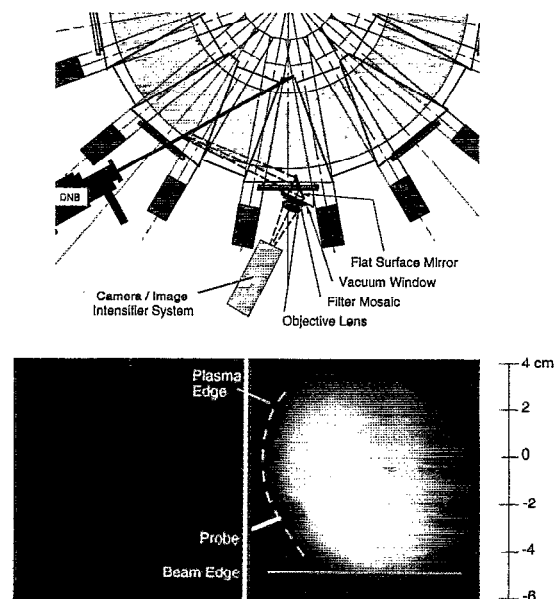 DNB
Flat Surface Mirror
Vacuum Window
Filter Mosaic
Objective Lens
Camera / Image
Intensifier System
Plasma
Edge
Probe
Beam Edge
4 cm
2
0
-2
-4
-6